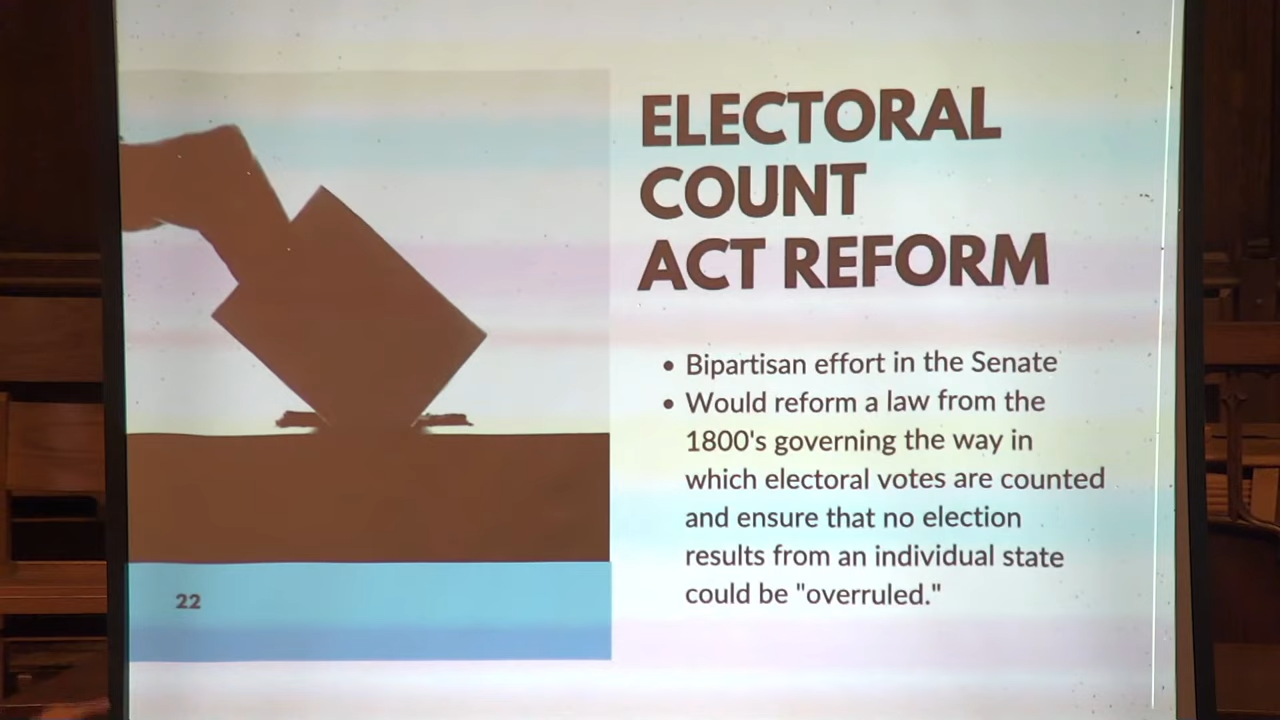 ELECTORAL
COUNT
ACT REFORM
• Bipartisan effort in the Senate
• Would reform a law from the
1800's governing the way in
which electoral votes are counted
and ensure that no election
results from an individual state
could be "overruled."
22